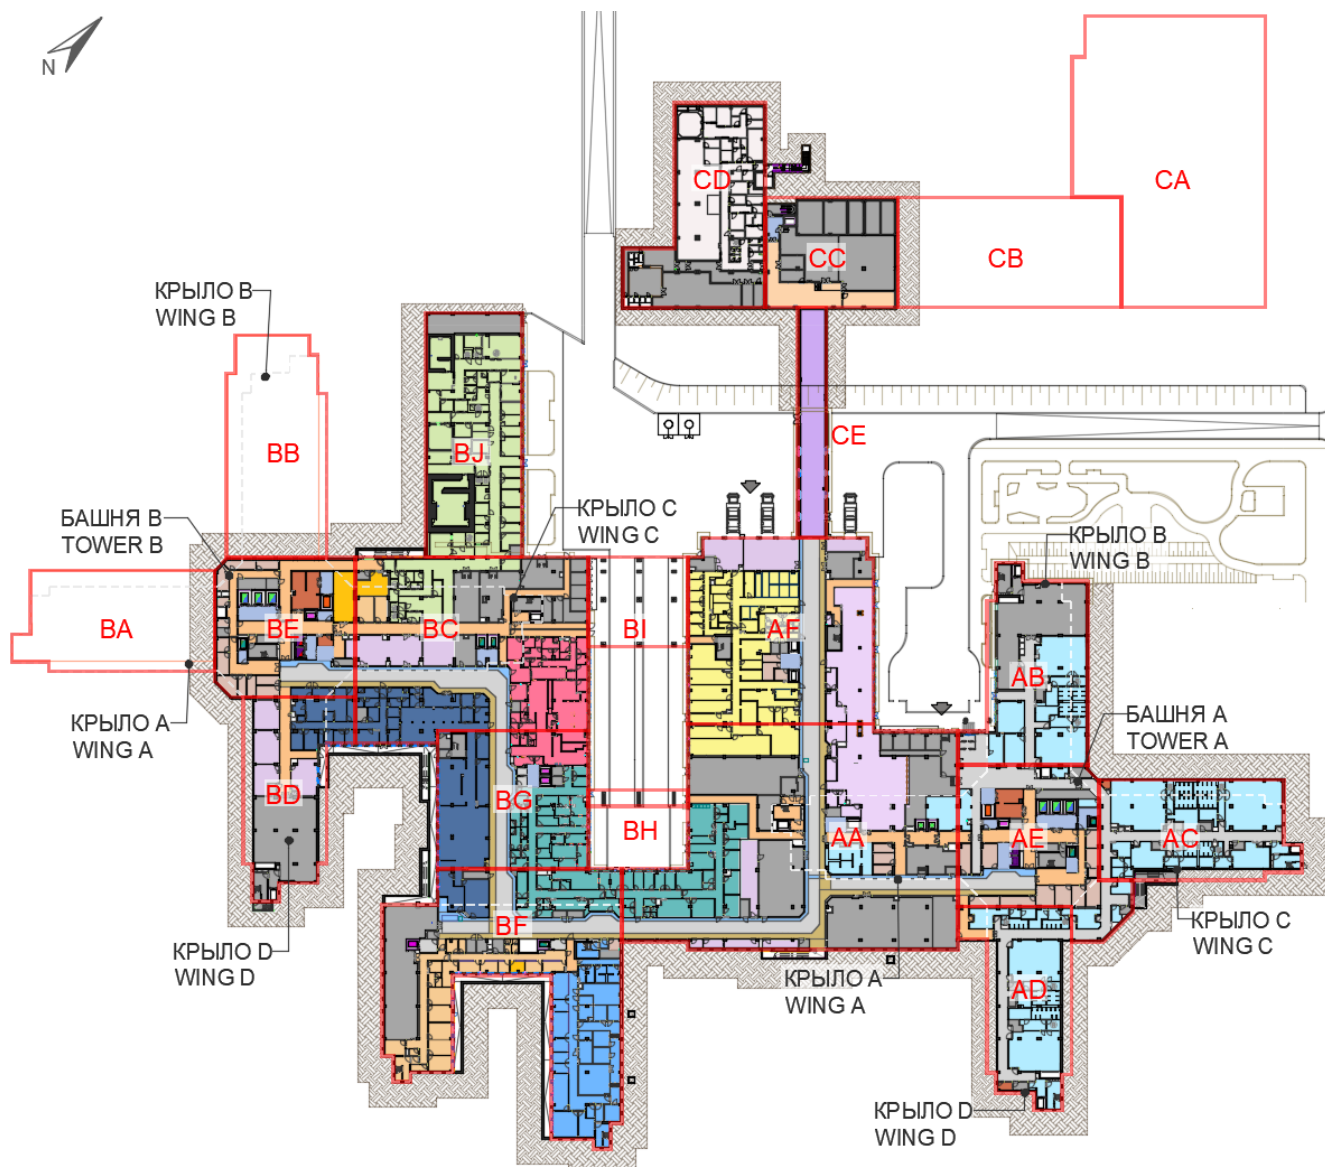 N
CA
CD
CC
CB
КРЫЛО B
WING B
BJ
CE
BB
КРЫЛО C
WING C
БАШНЯ B
TOWER B
КРЫЛО B
WING B
BA
BE
BC
BI
AF
AB
КРЫЛО A
WING A
БАШНЯ A
TOWER A
BD
BG
BH
AA
AE
AC
BF
КРЫЛО C
WING C
КРЫЛО D
WING D
КРЫЛО A
WING A
AD
КРЫЛО D
WING D